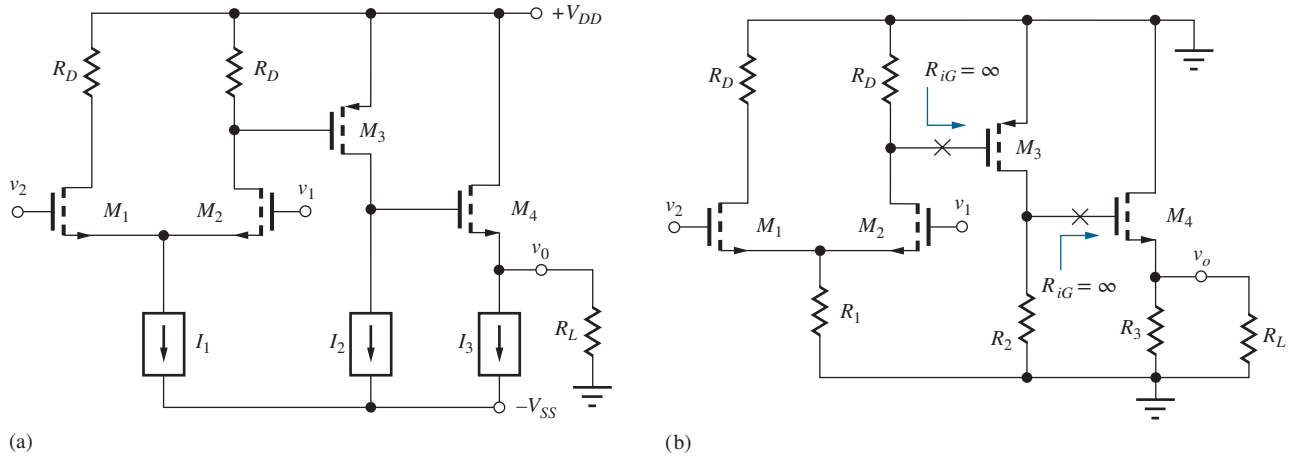 +V_DD
R_D
R_D
M_3
v_2
v_1
M_1
M_2
M_4
v_0
I_1
I_2
I_3
R_L
−V_SS
(a)
R_D
R_D
R_iG = ∞
M_3
v_2
v_1
M_1
M_2
M_4
R_iG = ∞
v_o
R_1
R_2
R_3
R_L
(b)